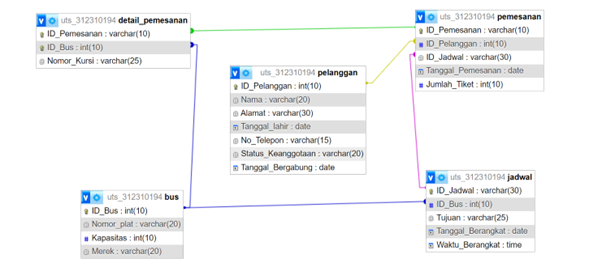 uts_312310194 detail_pemesanan
ID_Pemesanan : varchar(10)
ID_Bus : int(10)
Nomor_Kursi : varchar(25)
uts_312310194 pemesanan
ID_Pemesanan : varchar(10)
ID_Pelanggan : int(10)
ID_Jadwal : varchar(30)
Tanggal_Pemesanan : date
Jumlah_Tiket : int(10)
uts_312310194 pelanggan
ID_Pelanggan : int(10)
Nama : varchar(20)
Alamat : varchar(30)
Tanggal_lahir : date
No_Telepon : varchar(15)
Status_Keanggotaan : varchar(20)
Tanggal_Bergabung : date
uts_312310194 bus
ID_Bus : int(10)
Nomor_plat : varchar(20)
Kapasitas : int(10)
Merek : varchar(20)
uts_312310194 jadwal
ID_Jadwal : varchar(30)
ID_Bus : int(10)
Tujuan : varchar(25)
Tanggal_Berangkat : date
Waktu_Berangkat : time